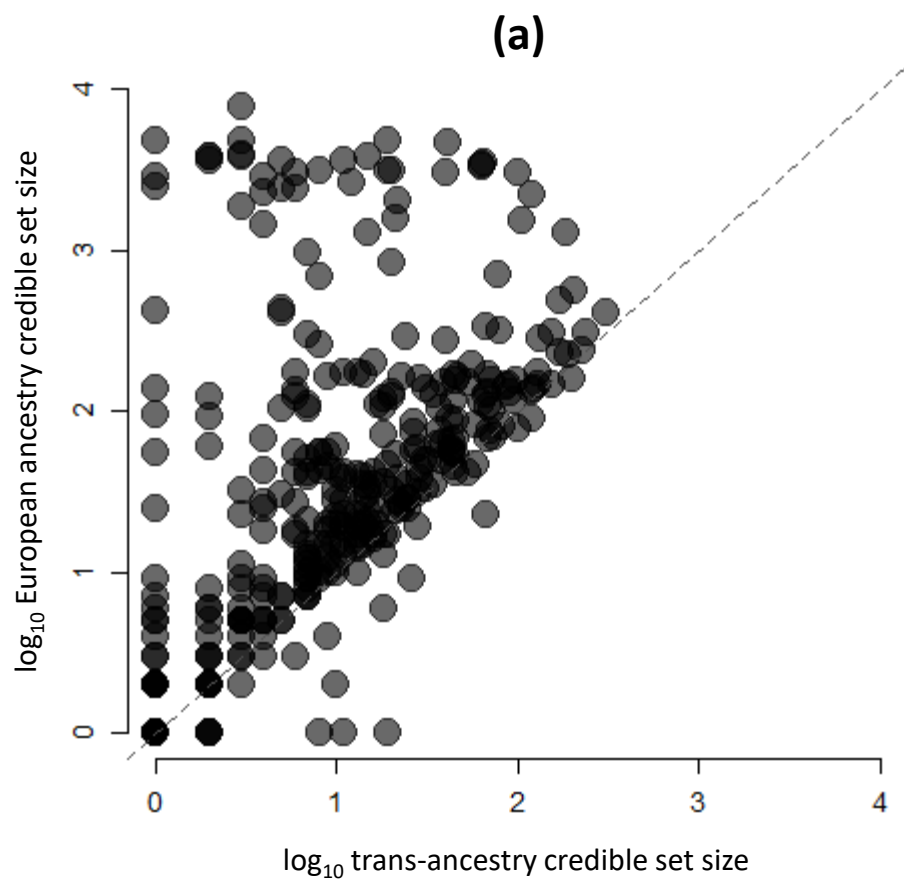 (a)
4
3
2
1
0
log₁₀ European ancestry credible set size
0 1 2 3 4
log₁₀ trans-ancestry credible set size